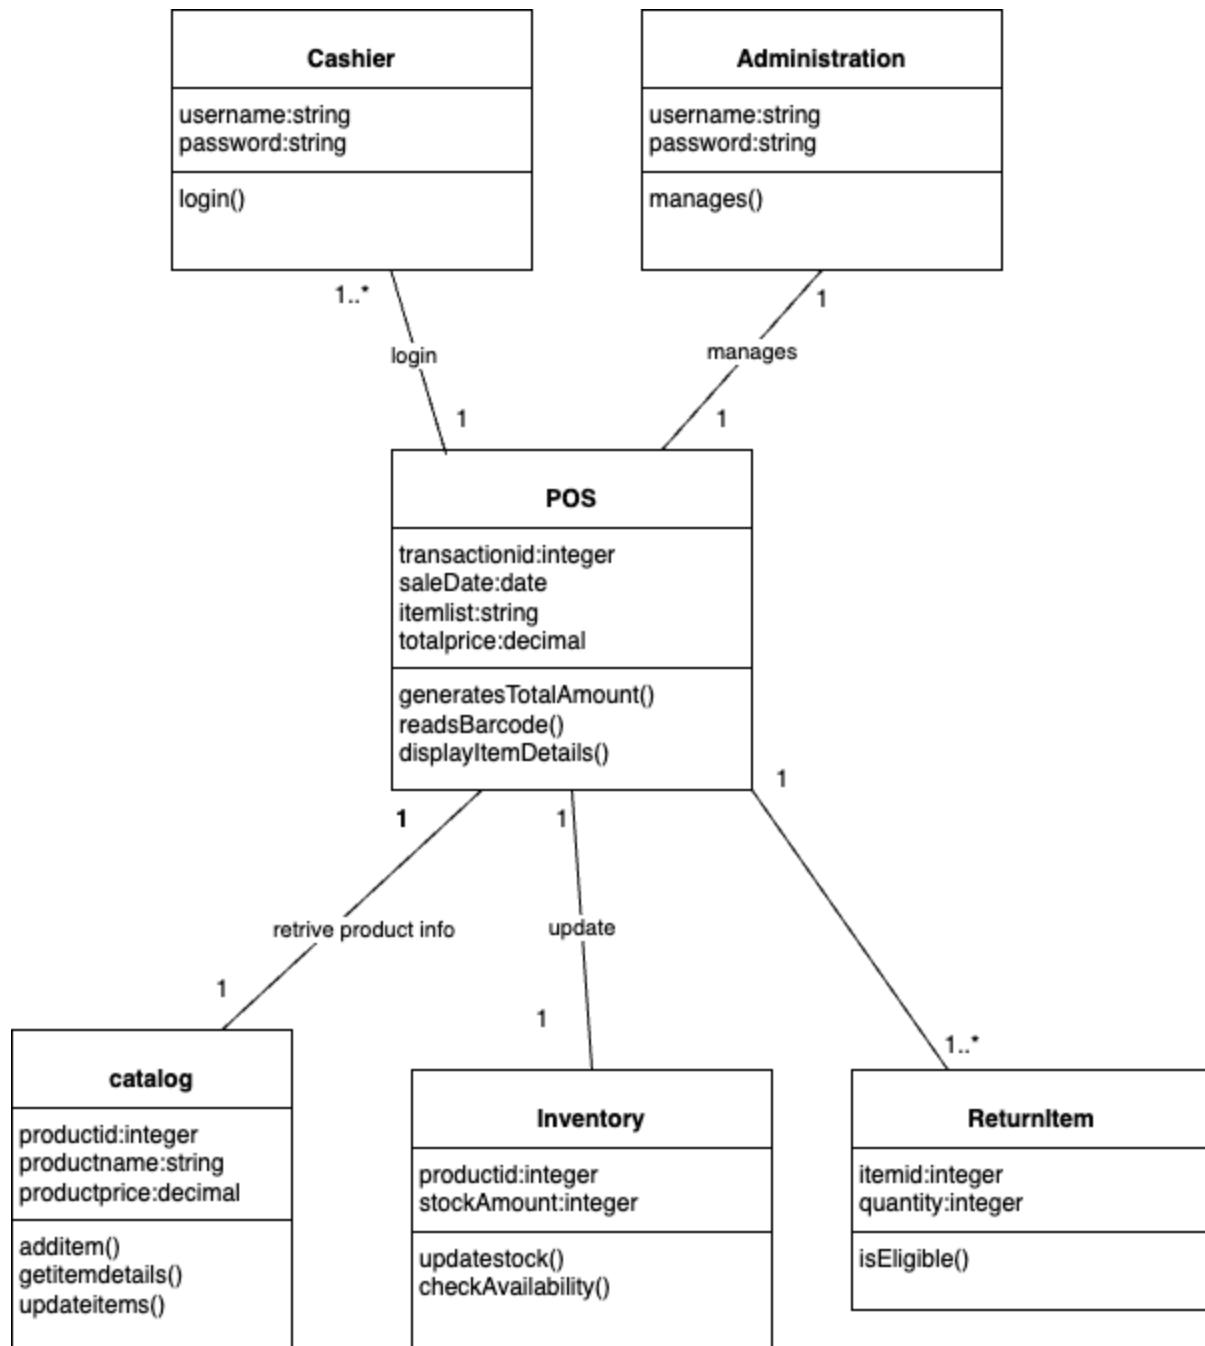 Cashier
username:string
password:string
login()
Administration
username:string
password:string
manages()
1..*
login
1
1
manages
1
POS
transactionid:integer
saleDate:date
itemlist:string
totalprice:decimal
generatesTotalAmount()
readsBarcode()
displayItemDetails()
1
retrive product info
1
1
update
1
1
1..*
catalog
productid:integer
productname:string
productprice:decimal
additem()
getitemdetails()
updateitems()
Inventory
productid:integer
stockAmount:integer
updatestock()
checkAvailability()
ReturnItem
itemid:integer
quantity:integer
isEligible()